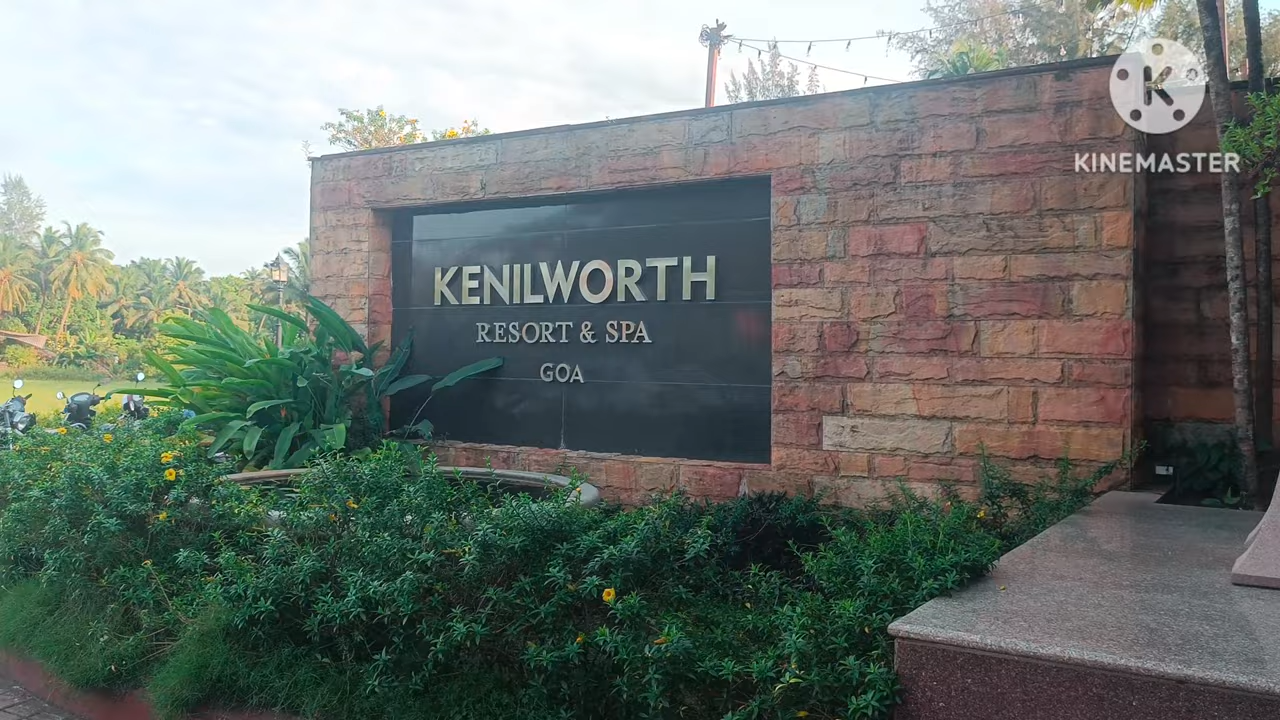 KENILWORTH
RESORT & SPA
GOA
K
KINEMASTER